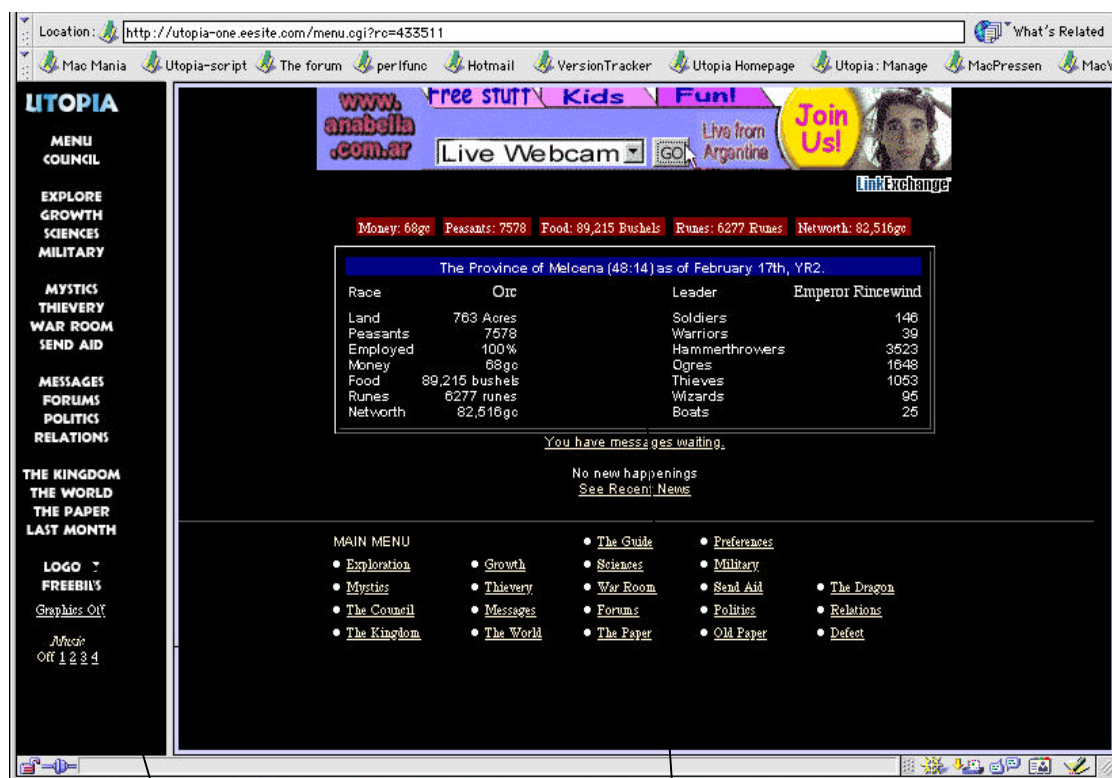 Location: http://utopia-one.eesite.com/menu.cgi?rc=433511 What's Related
Mac Mania Utopia-script The forum perlfunc Hotmail VersionTracker Utopia Homepage Utopia: Manage MacPressen
UTOPIA
MENU
COUNCIL
EXPLORE
GROWTH
SCIENCES
MILITARY
MYSTICS
THIEVERY
WAR ROOM
SEND AID
MESSAGES
FORUMS
POLITICS
RELATIONS
THE KINGDOM
THE WORLD
THE PAPER
LAST MONTH
LOGO
Graphics Off
Music
Off 1 2 3 4
www. Free Stuff Kids Fun!
anabella
.com.ar Live Webcam GO Live from Argentina Join Us!
LinkExchange
Money: 68gc Peasants: 7578 Food: 89,215 Bushels Runes: 6277 Runes Networth: 82,516gc
The Province of Melcena (48:14) as of February 17th, YR2.
Race Orc Leader Emperor Rincewind
Land 763 Acres Soldiers 146
Peasants 7578 Warriors 39
Employed 100% Hammerthrowers 3523
Money 68gc Ogres 1648
Food 89,215 bushels Thieves 1053
Runes 6277 runes Wizards 95
Networth 82,516gc Boats 25
You have messages waiting.
No new happenings
See Recent News
MAIN MENU • The Guide • Preferences
• Exploration • Growth • Sciences • Military
• Mystics • Thievery • War Room • Send Aid • The Dragon
• The Council • Messages • Forums • Politics • Relations
• The Kingdom • The World • The Paper • Old Paper • Defect